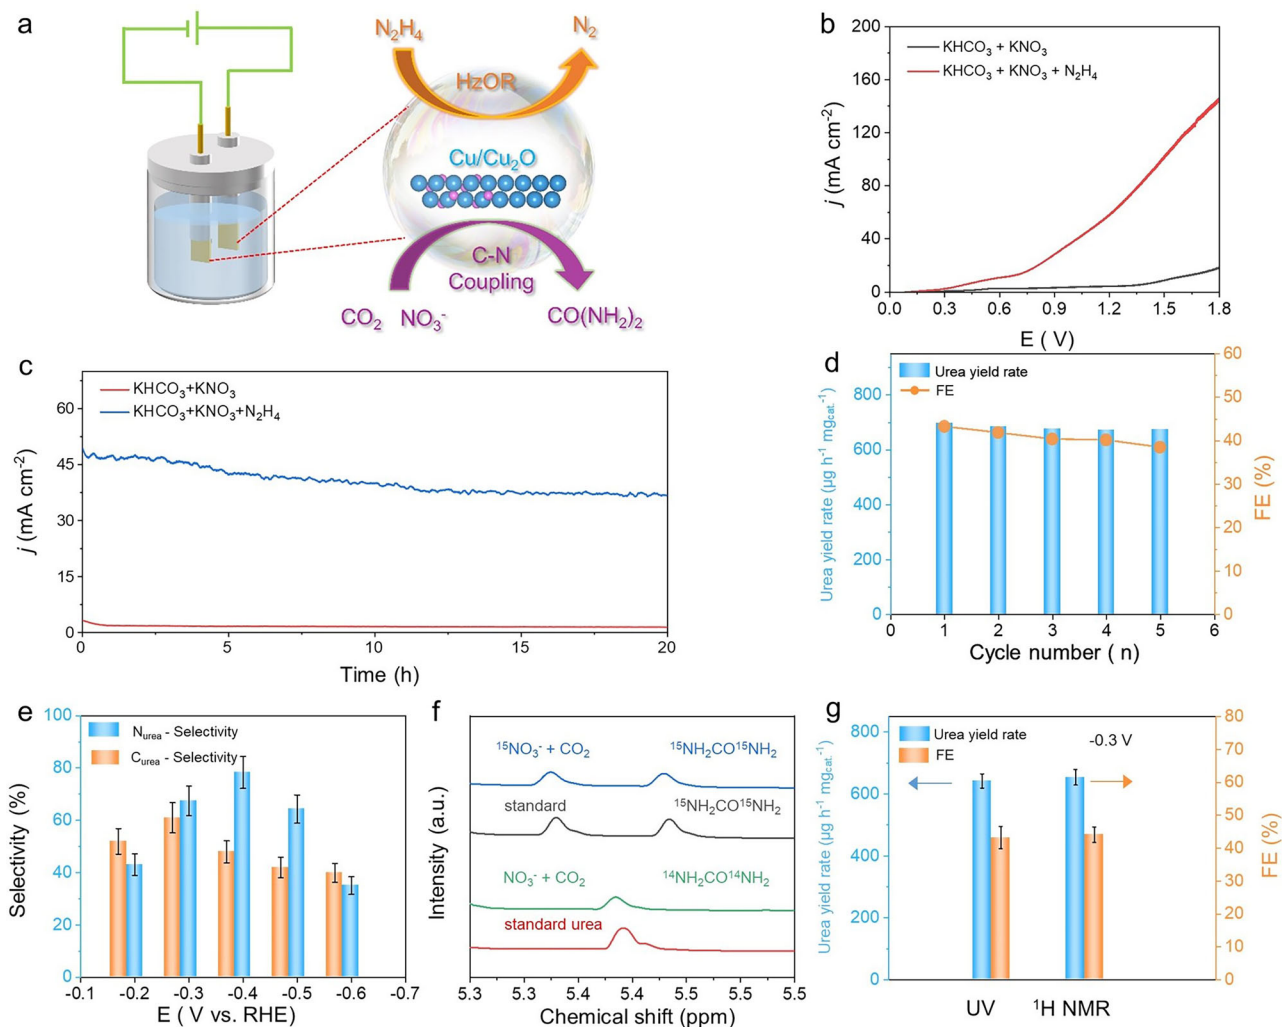 a
N₂H₄
N₂
HzOR
Cu/Cu₂O
C-N
Coupling
CO₂ NO₃⁻
CO(NH₂)₂
b
KHCO₃ + KNO₃
KHCO₃ + KNO₃ + N₂H₄
j (mA cm⁻²)
200
160
120
80
40
0
0.0 0.3 0.6 0.9 1.2 1.5 1.8
E ( V)
c
KHCO₃+KNO₃
KHCO₃+KNO₃+N₂H₄
j (mA cm⁻²)
60
45
30
15
0
0 5 10 15 20
Time (h)
d
Urea yield rate
FE
Urea yield rate (µg h⁻¹ mgcat.⁻¹)
800
600
400
200
0
60
50
40
30
20
10
0
FE (%)
0 1 2 3 4 5 6
Cycle number ( n)
e
Nurea - Selectivity
Curea - Selectivity
Selectivity (%)
100
80
60
40
20
0
-0.1 -0.2 -0.3 -0.4 -0.5 -0.6 -0.7
E ( V vs. RHE)
f
¹⁵NO₃⁻ + CO₂ ¹⁵NH₂CO¹⁵NH₂
standard ¹⁵NH₂CO¹⁵NH₂
NO₃⁻ + CO₂ ¹⁴NH₂CO¹⁴NH₂
standard urea
Intensity (a.u.)
5.3 5.3 5.4 5.4 5.5 5.5 5.5
Chemical shift (ppm)
g
Urea yield rate
FE
-0.3 V
Urea yield rate (µg h⁻¹ mgcat.⁻¹)
800
600
400
200
0
80
70
60
50
40
30
20
10
0
FE (%)
UV ¹H NMR